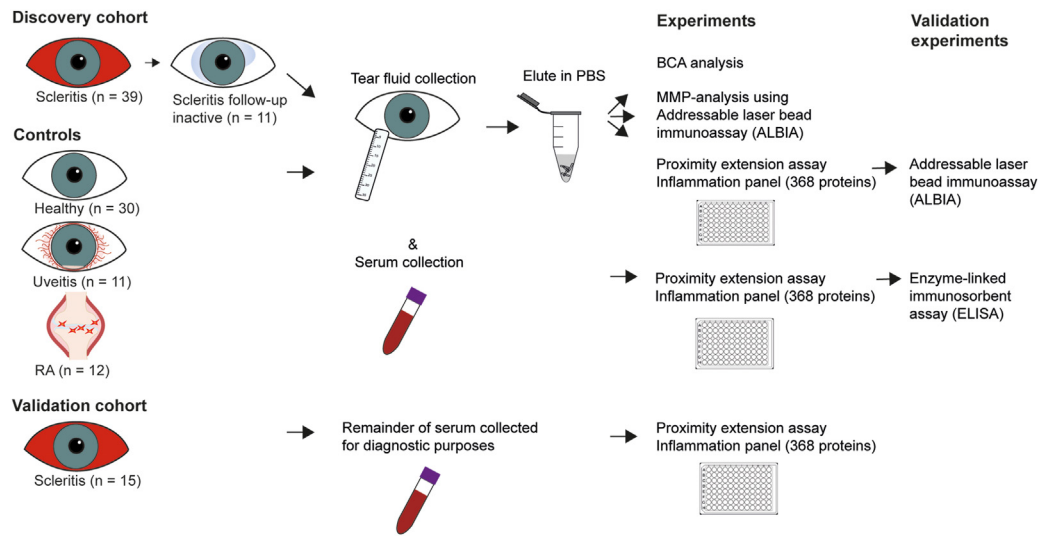 Discovery cohort
Scleritis (n = 39)
Scleritis follow-up
inactive (n = 11)
Controls
Healthy (n = 30)
Uveitis (n = 11)
RA (n = 12)
Validation cohort
Scleritis (n = 15)
Tear fluid collection
Elute in PBS
&
Serum collection
Remainder of serum collected
for diagnostic purposes
Experiments
BCA analysis
MMP-analysis using
Addressable laser bead
immunoassay (ALBIA)
Proximity extension assay
Inflammation panel (368 proteins)
Proximity extension assay
Inflammation panel (368 proteins)
Proximity extension assay
Inflammation panel (368 proteins)
Validation
experiments
Addressable laser
bead immunoassay
(ALBIA)
Enzyme-linked
immunosorbent
assay (ELISA)